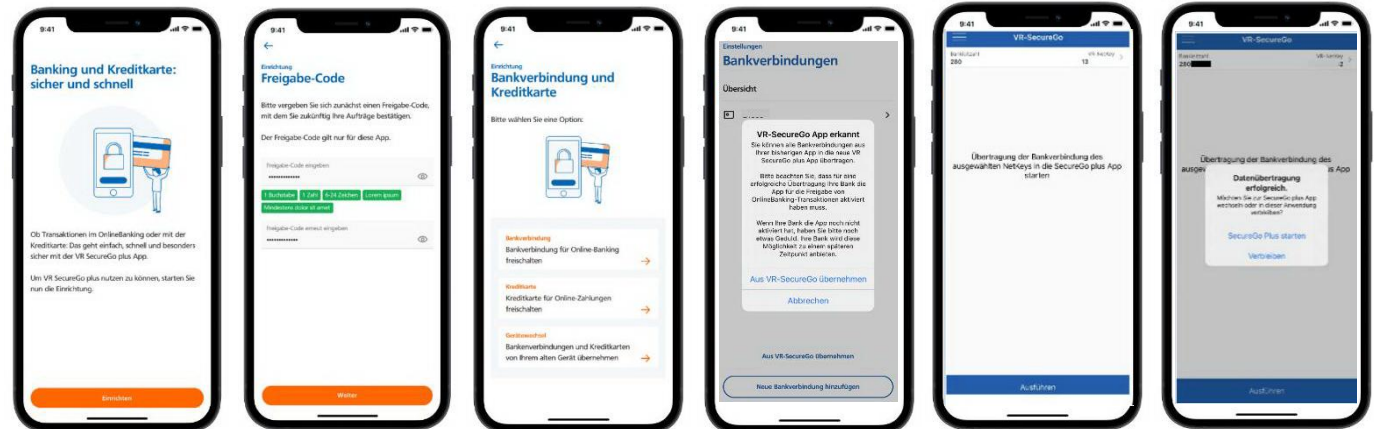 9:41
Banking und Kreditkarte:
sicher und schnell
Ob Transaktionen im OnlineBanking oder mit der
Kreditkarte: Das geht einfach, schnell und besonders
sicher mit der VR SecureGo plus App.
Um VR SecureGo plus nutzen zu können, starten Sie
nun die Einrichtung.
Einrichten
9:41
Einrichtung
Freigabe-Code
Bitte vergeben Sie sich zunächst einen Freigabe-Code,
mit dem Sie zukünftig Ihre Aufträge bestätigen.
Der Freigabe-Code gilt nur für diese App.
Freigabe-Code eingeben
1 Buchstabe 1 Zahl 6-24 Zeichen Lorem ipsum
Mindestens dolor sit amet
Freigabe-Code erneut eingeben
Weiter
9:41
Einrichtung
Bankverbindung und
Kreditkarte
Bitte wählen Sie eine Option:
Bankverbindung
Bankverbindung für Online-Banking
freischalten
Kreditkarte
Kreditkarte für Online-Zahlungen
freischalten
Gerätewechsel
Bankenverbindungen und Kreditkarten
von Ihrem alten Gerät übernehmen
9:41
Einstellungen
Bankverbindungen
Übersicht
VR-SecureGo App erkannt
Sie können alle Bankverbindungen aus
Ihrer bisherigen App in die neue VR
SecureGo plus App übertragen.
Bitte beachten Sie, dass für eine
erfolgreiche Übertragung Ihre Bank die
App für die Freigabe von
OnlineBanking-Transaktionen aktiviert
haben muss.
Wenn Ihre Bank die App noch nicht
aktiviert hat, haben Sie bitte noch
etwas Geduld. Ihre Bank wird diese
Möglichkeit zu einem späteren
Zeitpunkt anbieten.
Aus VR-SecureGo übernehmen
Abbrechen
Aus VR-SecureGo übernehmen
Neue Bankverbindung hinzufügen
9:41
VR-SecureGo
Bankleitzahl VR-NetKey
280 13
Übertragung der Bankverbindung des
ausgewählten NetKeys in die SecureGo plus App
starten
Ausführen
9:41
VR-SecureGo
Bankleitzahl VR-NetKey
280 -2
Übertragung der Bankverbindung des
plus App
Datenübertragung
erfolgreich.
Möchten Sie zur SecureGo plus App
wechseln oder in dieser Anwendung
verbleiben?
SecureGo Plus starten
Verbleiben
Ausführen